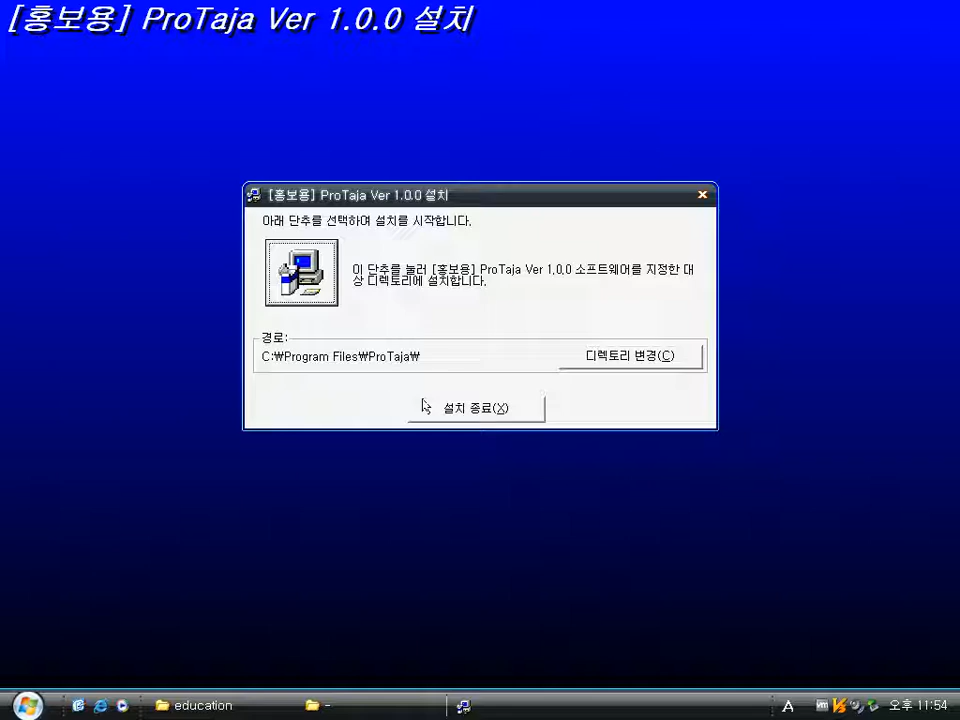 [홍보용] ProTaja Ver 1.0.0 설치
[홍보용] ProTaja Ver 1.0.0 설치
아래 단추를 선택하여 설치를 시작합니다.
이 단추를 눌러 [홍보용] ProTaja Ver 1.0.0 소프트웨어를 지정한 대
상 디렉토리에 설치합니다.
경로:
C:₩Program Files₩ProTaja₩
디렉토리 변경(C)
설치 종료(X)
education
-
A
오후 11:54